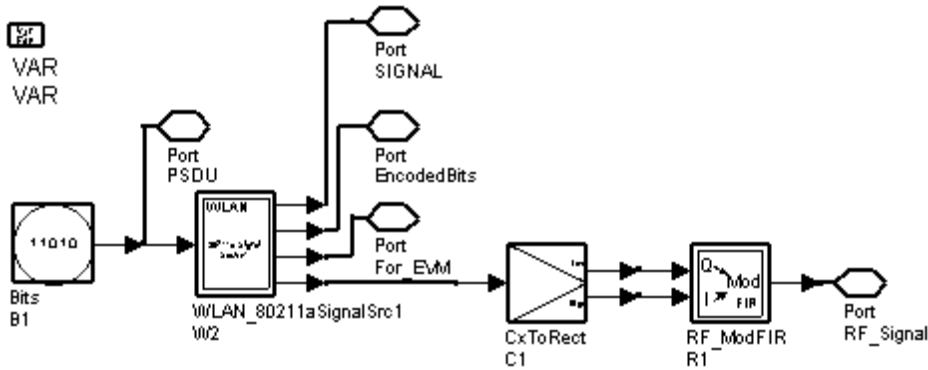 VAR
VAR
Port
SIGNAL
Port
PSDU
Port
EncodedBits
Port
For_EVM
11010
Bits
B1
WLAN
WLAN_80211aSignalSrc1
W2
CxToRect
C1
Q
Mod
I
FIR
RF_ModFIR
R1
Port
RF_Signal